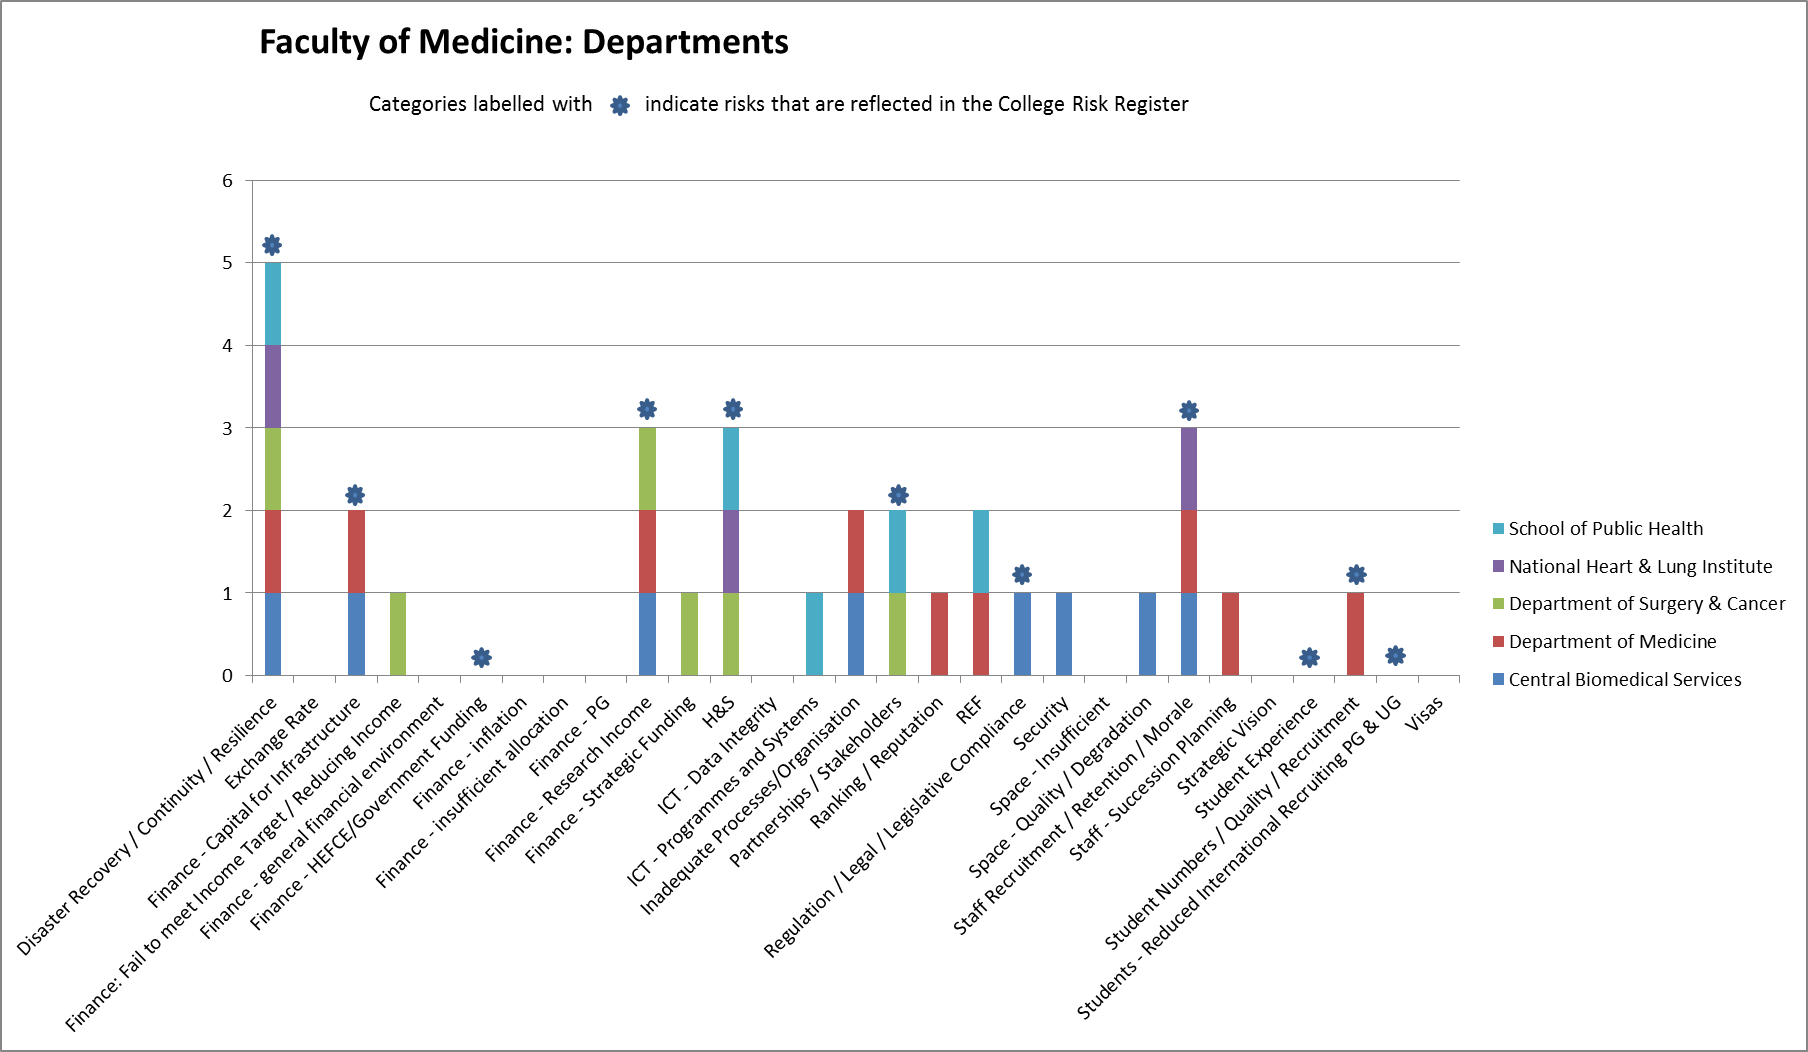 Faculty of Medicine: Departments
Categories labelled with indicate risks that are reflected in the College Risk Register
6
5
4
3
2
1
0
Disaster Recovery / Continuity / Resilience
Exchange Rate
Finance - Capital for Infrastructure
Finance: Fail to meet Income Target / Reducing Income
Finance - general financial environment
Finance - HEFCE/Government Funding
Finance - inflation
Finance - insufficient allocation
Finance - PG
Finance - Research Income
Finance - Strategic Funding
H&S
ICT - Data Integrity
ICT - Programmes and Systems
Inadequate Processes/Organisation
Partnerships / Stakeholders
Ranking / Reputation
REF
Regulation / Legal / Legislative Compliance
Security
Space - Insufficient
Space - Quality / Degradation
Staff Recruitment / Retention / Morale
Staff - Succession Planning
Strategic Vision
Student Experience
Student Numbers / Quality / Recruitment
Students - Reduced International Recruiting PG & UG
Visas
School of Public Health
National Heart & Lung Institute
Department of Surgery & Cancer
Department of Medicine
Central Biomedical Services